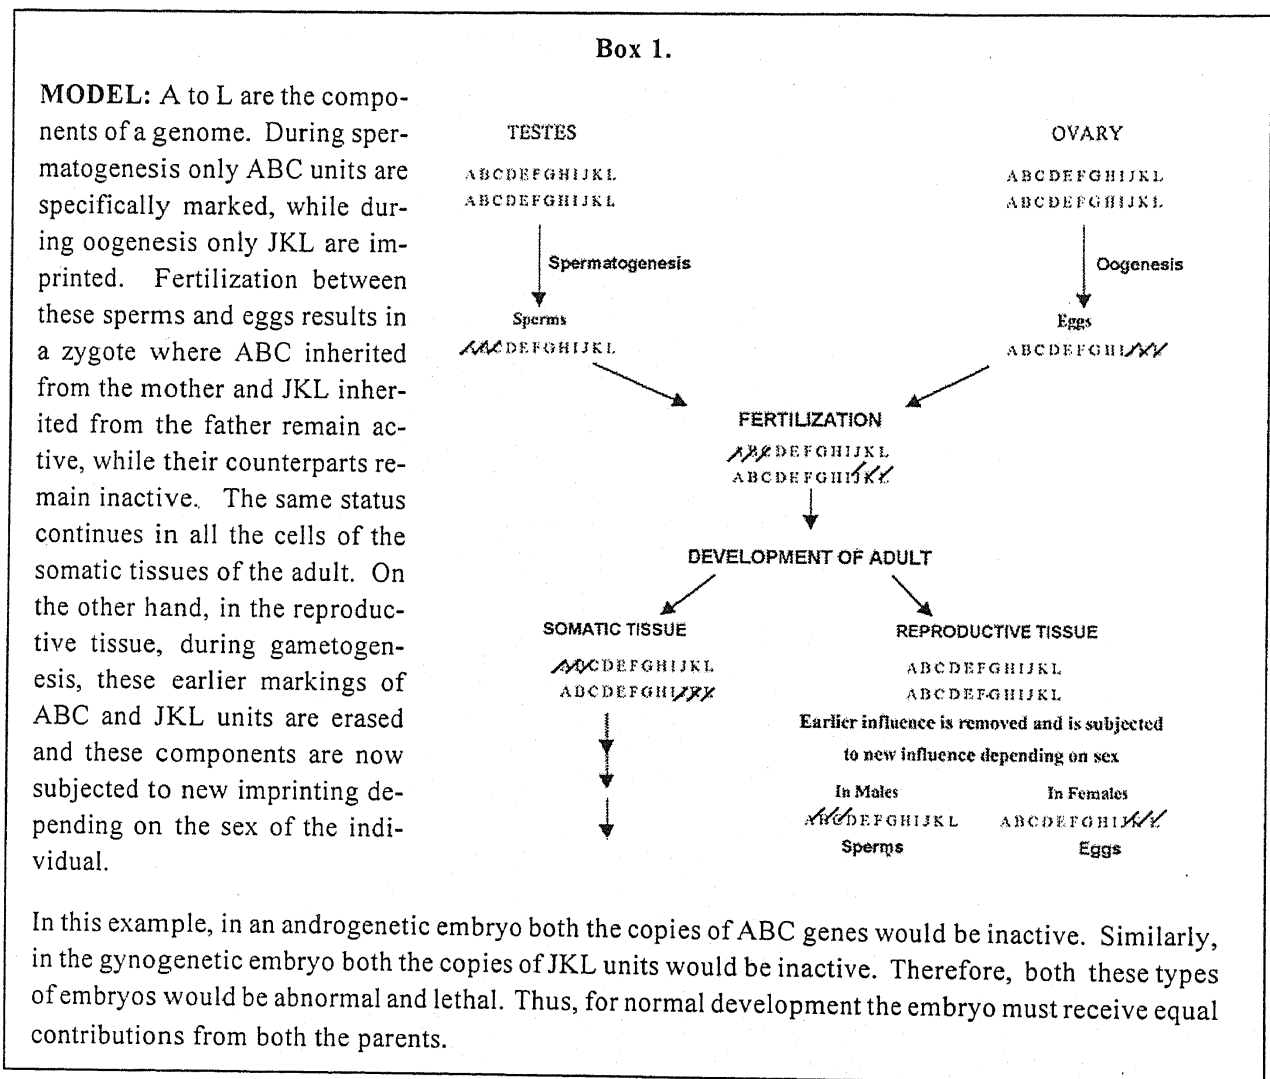 Box 1.
MODEL: A to L are the compo-
nents of a genome. During sper-
matogenesis only ABC units are
specifically marked, while dur-
ing oogenesis only JKL are im-
printed. Fertilization between
these sperms and eggs results in
a zygote where ABC inherited
from the mother and JKL inher-
ited from the father remain ac-
tive, while their counterparts re-
main inactive. The same status
continues in all the cells of the
somatic tissues of the adult. On
the other hand, in the reproduc-
tive tissue, during gametogen-
esis, these earlier markings of
ABC and JKL units are erased
and these components are now
subjected to new imprinting de-
pending on the sex of the indi-
vidual.
TESTES
ABCDEFGHIJKL
ABCDEFGHIJKL
Spermatogenesis
Sperms
ABCDEFGHIJKL
OVARY
ABCDEFGHIJKL
ABCDEFGHIJKL
Oogenesis
Eggs
ABCDEFGHIJKL
FERTILIZATION
ABCDEFGHIJKL
ABCDEFGHIJKL
DEVELOPMENT OF ADULT
SOMATIC TISSUE
ABCDEFGHIJKL
ABCDEFGHIJKL
REPRODUCTIVE TISSUE
ABCDEFGHIJKL
ABCDEFGHIJKL
Earlier influence is removed and is subjected
to new influence depending on sex
In Males
ABCDEFGHIJKL
Sperms
In Females
ABCDEFGHIJKL
Eggs
In this example, in an androgenetic embryo both the copies of ABC genes would be inactive. Similarly,
in the gynogenetic embryo both the copies of JKL units would be inactive. Therefore, both these types
of embryos would be abnormal and lethal. Thus, for normal development the embryo must receive equal
contributions from both the parents.